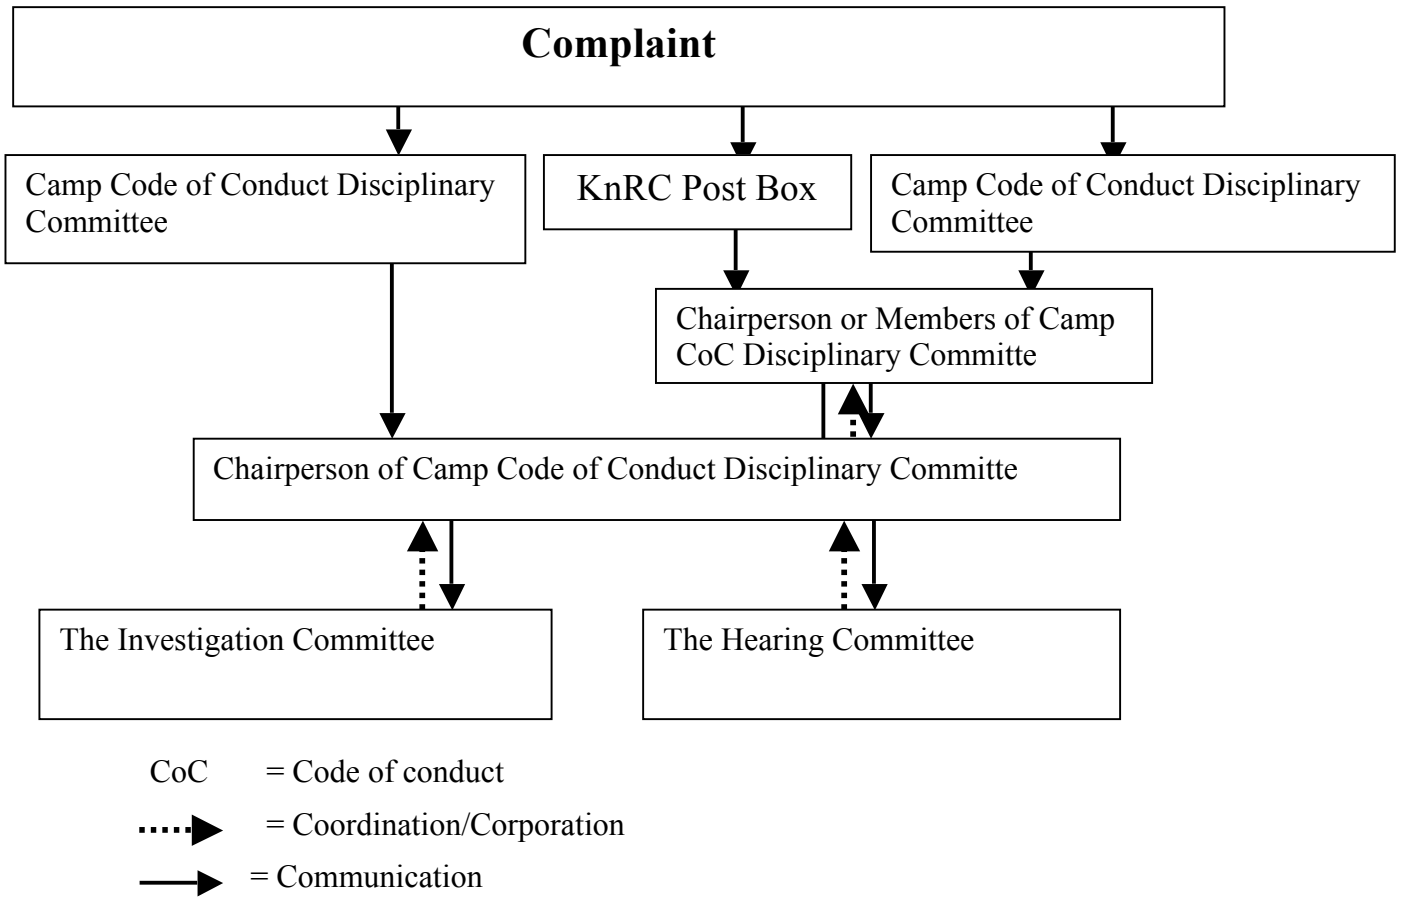 Complaint
Camp Code of Conduct Disciplinary
Committee
KnRC Post Box
Camp Code of Conduct Disciplinary
Committee
Chairperson or Members of Camp
CoC Disciplinary Committe
Chairperson of Camp Code of Conduct Disciplinary Committe
The Investigation Committee
The Hearing Committee
CoC = Code of conduct
= Coordination/Corporation
= Communication